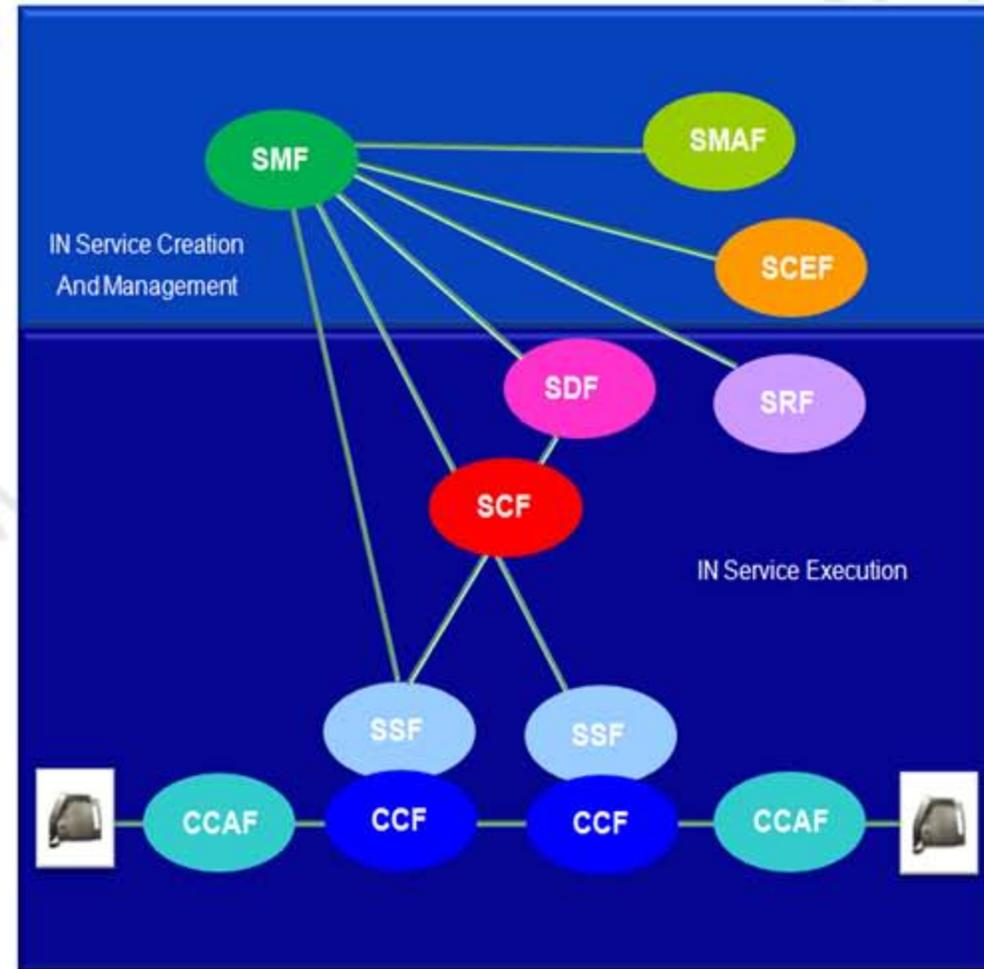 SMF
SMAF
IN Service Creation
And Management
SCEF
SDF
SRF
SCF
IN Service Execution
SSF
SSF
CCAF
CCF
CCF
CCAF